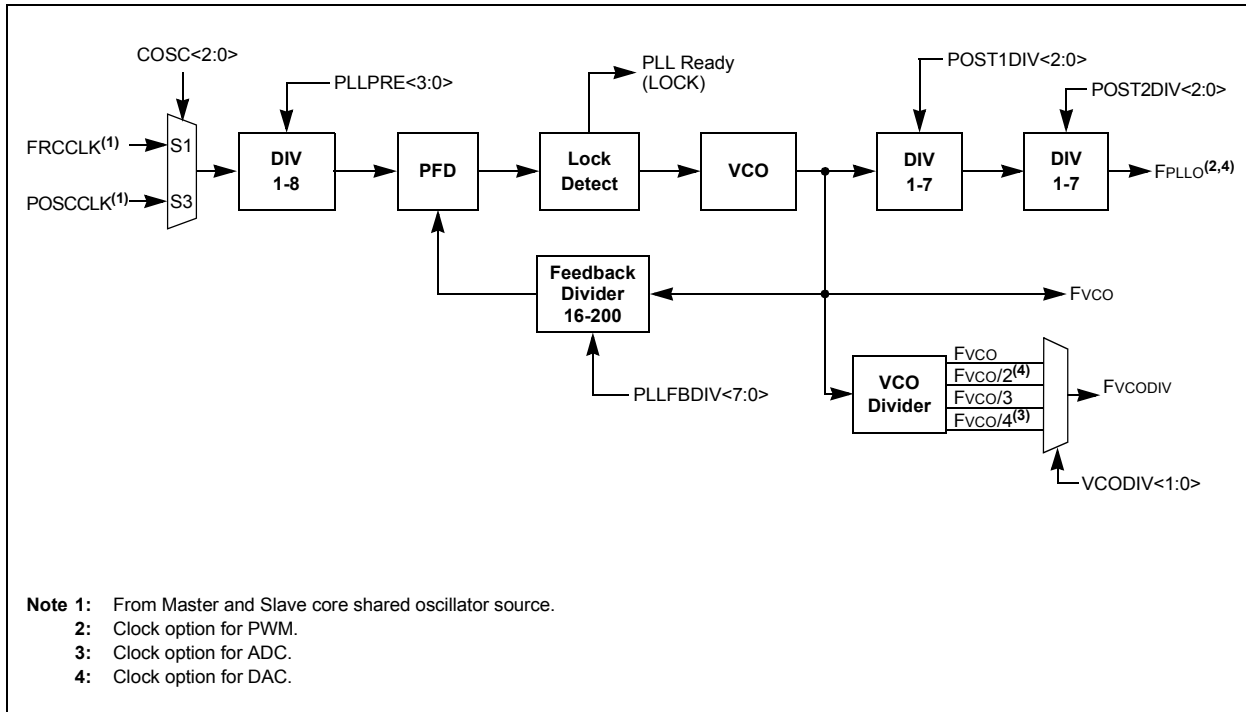 COSC<2:0>
PLLPRE<3:0>
PLL Ready
(LOCK)
POST1DIV<2:0>
POST2DIV<2:0>
FRCCLK(1)
POSCCLK(1)
S1
S3
DIV
1-8
PFD
Lock
Detect
VCO
DIV
1-7
DIV
1-7
FPLLO(2,4)
Feedback
Divider
16-200
FVCO
PLLFBDIV<7:0>
VCO
Divider
FVCO
FVCO/2(4)
FVCO/3
FVCO/4(3)
FVCODIV
VCODIV<1:0>
Note 1: From Master and Slave core shared oscillator source.
2: Clock option for PWM.
3: Clock option for ADC.
4: Clock option for DAC.